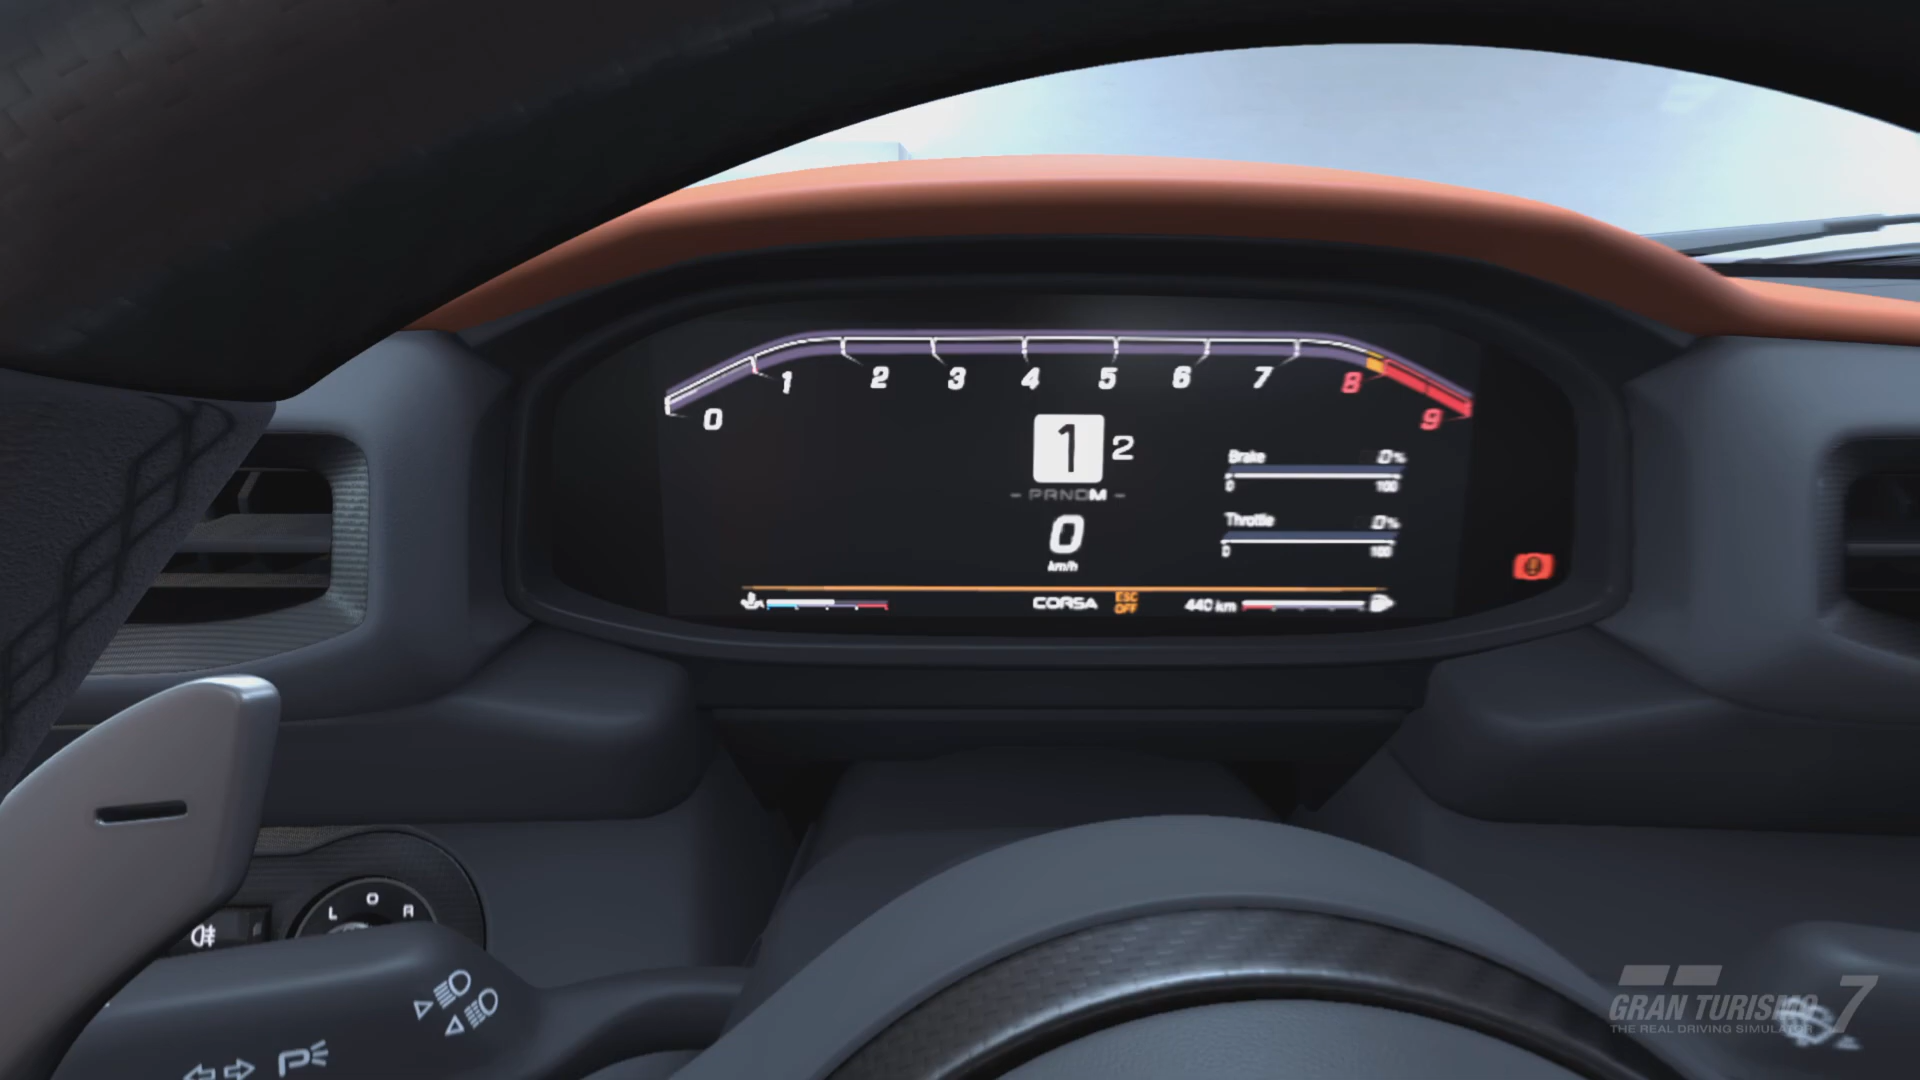 0 1 2 3 4 5 6 7 8 9
1 2
- PRNDM -
0
km/h
Brake 0%
0 100
Throttle 0%
0 100
CORSA ESC OFF 440 km
L O A
P
GRAN TURISMO 7
THE REAL DRIVING SIMULATOR